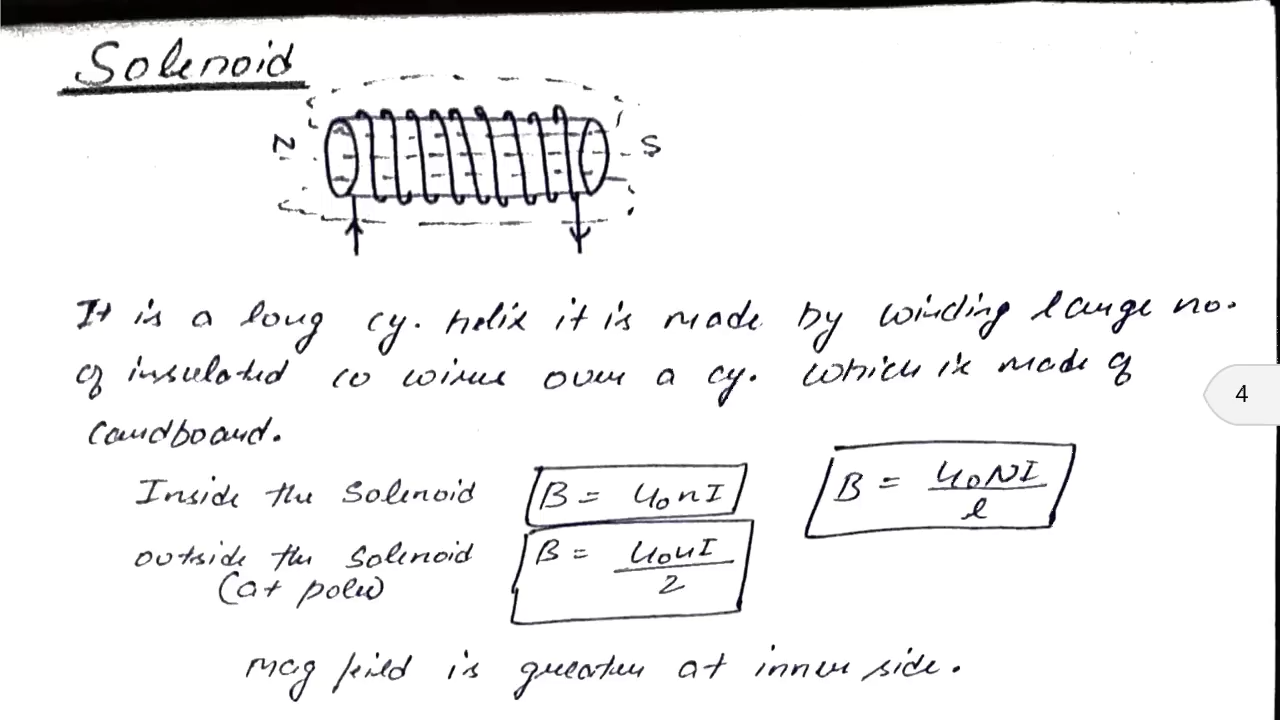 Solenoid
N S
It is a long cy. helix it is made by winding large no.
of insulated co wires over a cy. which is made of
cardboard.
Inside the solenoid B = μ₀nI B = μ₀NI/l
outside the solenoid B = μ₀nI/2
(at poles)
mag field is greater at inner side.
4